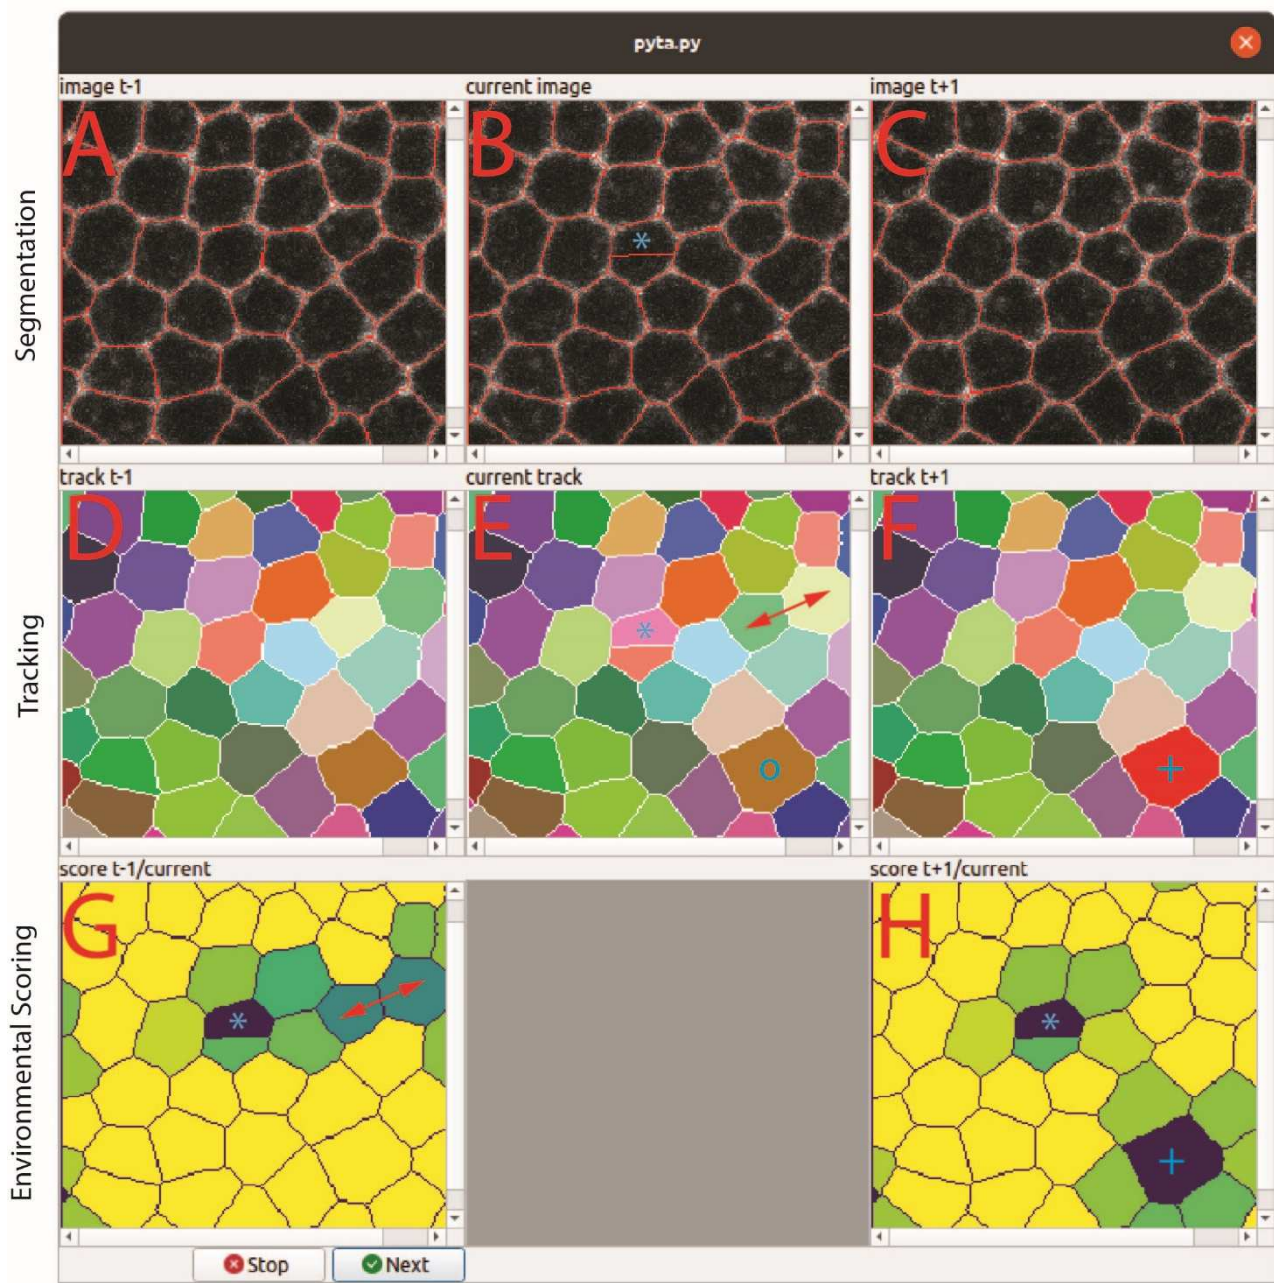 pyta.py
image t-1
current image
image t+1
A
B
C
*
Segmentation
track t-1
current track
track t+1
D
E
F
*
o
+
Tracking
score t-1/current
score t+1/current
G
H
*
*
+
Environmental Scoring
Stop
Next